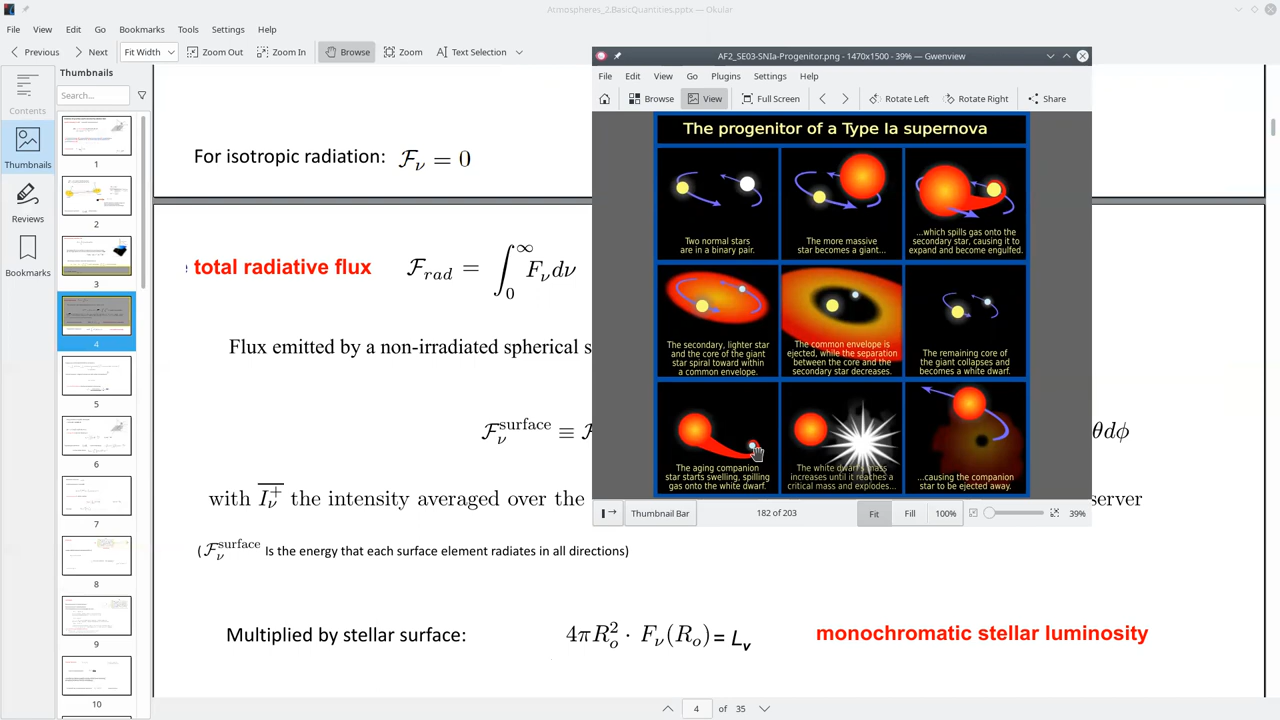 Atmospheres_2.BasicQuantities.pptx — Okular
File View Edit Go Bookmarks Tools Settings Help
Previous Next Fit Width Zoom Out Zoom In Browse Zoom Text Selection
Thumbnails
Search...
Contents
Thumbnails
Reviews
Bookmarks
1
2
3
4
5
6
7
8
9
10
For isotropic radiation: ℱν = 0
total radiative flux ℱrad = ∫₀^∞ Fν dν
Flux emitted by a non-irradiated spherical s
ℱν^surface ≡ ℱ
θdϕ
with Iν⁺ the intensity averaged over the
server
( ℱν^surface Is the energy that each surface element radiates in all directions)
Multiplied by stellar surface: 4πRo² · Fν(Ro) = Lν monochromatic stellar luminosity
4 of 35
AF2_SE03-SNIa-Progenitor.png - 1470x1500 - 39% — Gwenview
File Edit View Go Plugins Settings Help
Browse View Full Screen Rotate Left Rotate Right Share
The progenitor of a Type Ia supernova
Two normal stars
are in a binary pair.
The more massive
star becomes a giant...
...which spills gas onto the
secondary star, causing it to
expand and become engulfed.
The secondary, lighter star
and the core of the giant
star spiral toward within
a common envelope.
The common envelope is
ejected, while the separation
between the core and the
secondary star decreases.
The remaining core of
the giant collapses and
becomes a white dwarf.
The aging companion
star starts swelling, spilling
gas onto the white dwarf.
The white dwarf's mass
increases until it reaches a
critical mass and explodes...
...causing the companion
star to be ejected away.
Thumbnail Bar 182 of 203 Fit Fill 100% 39%